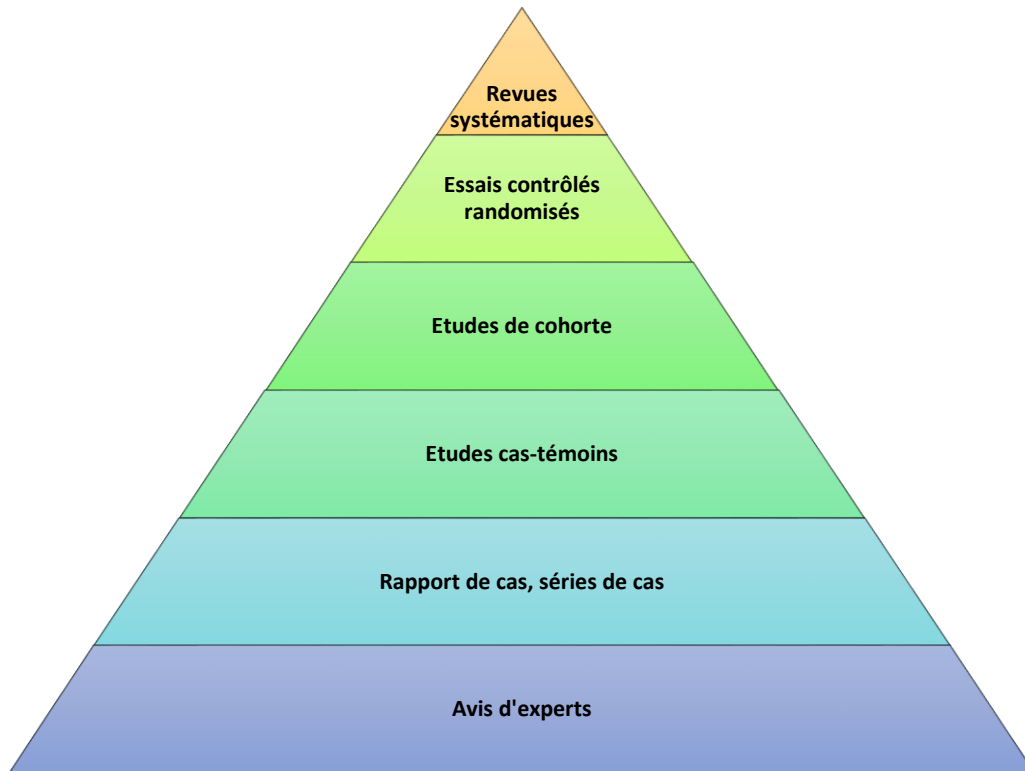 Revues
systématiques
Essais contrôlés
randomisés
Etudes de cohorte
Etudes cas-témoins
Rapport de cas, séries de cas
Avis d'experts